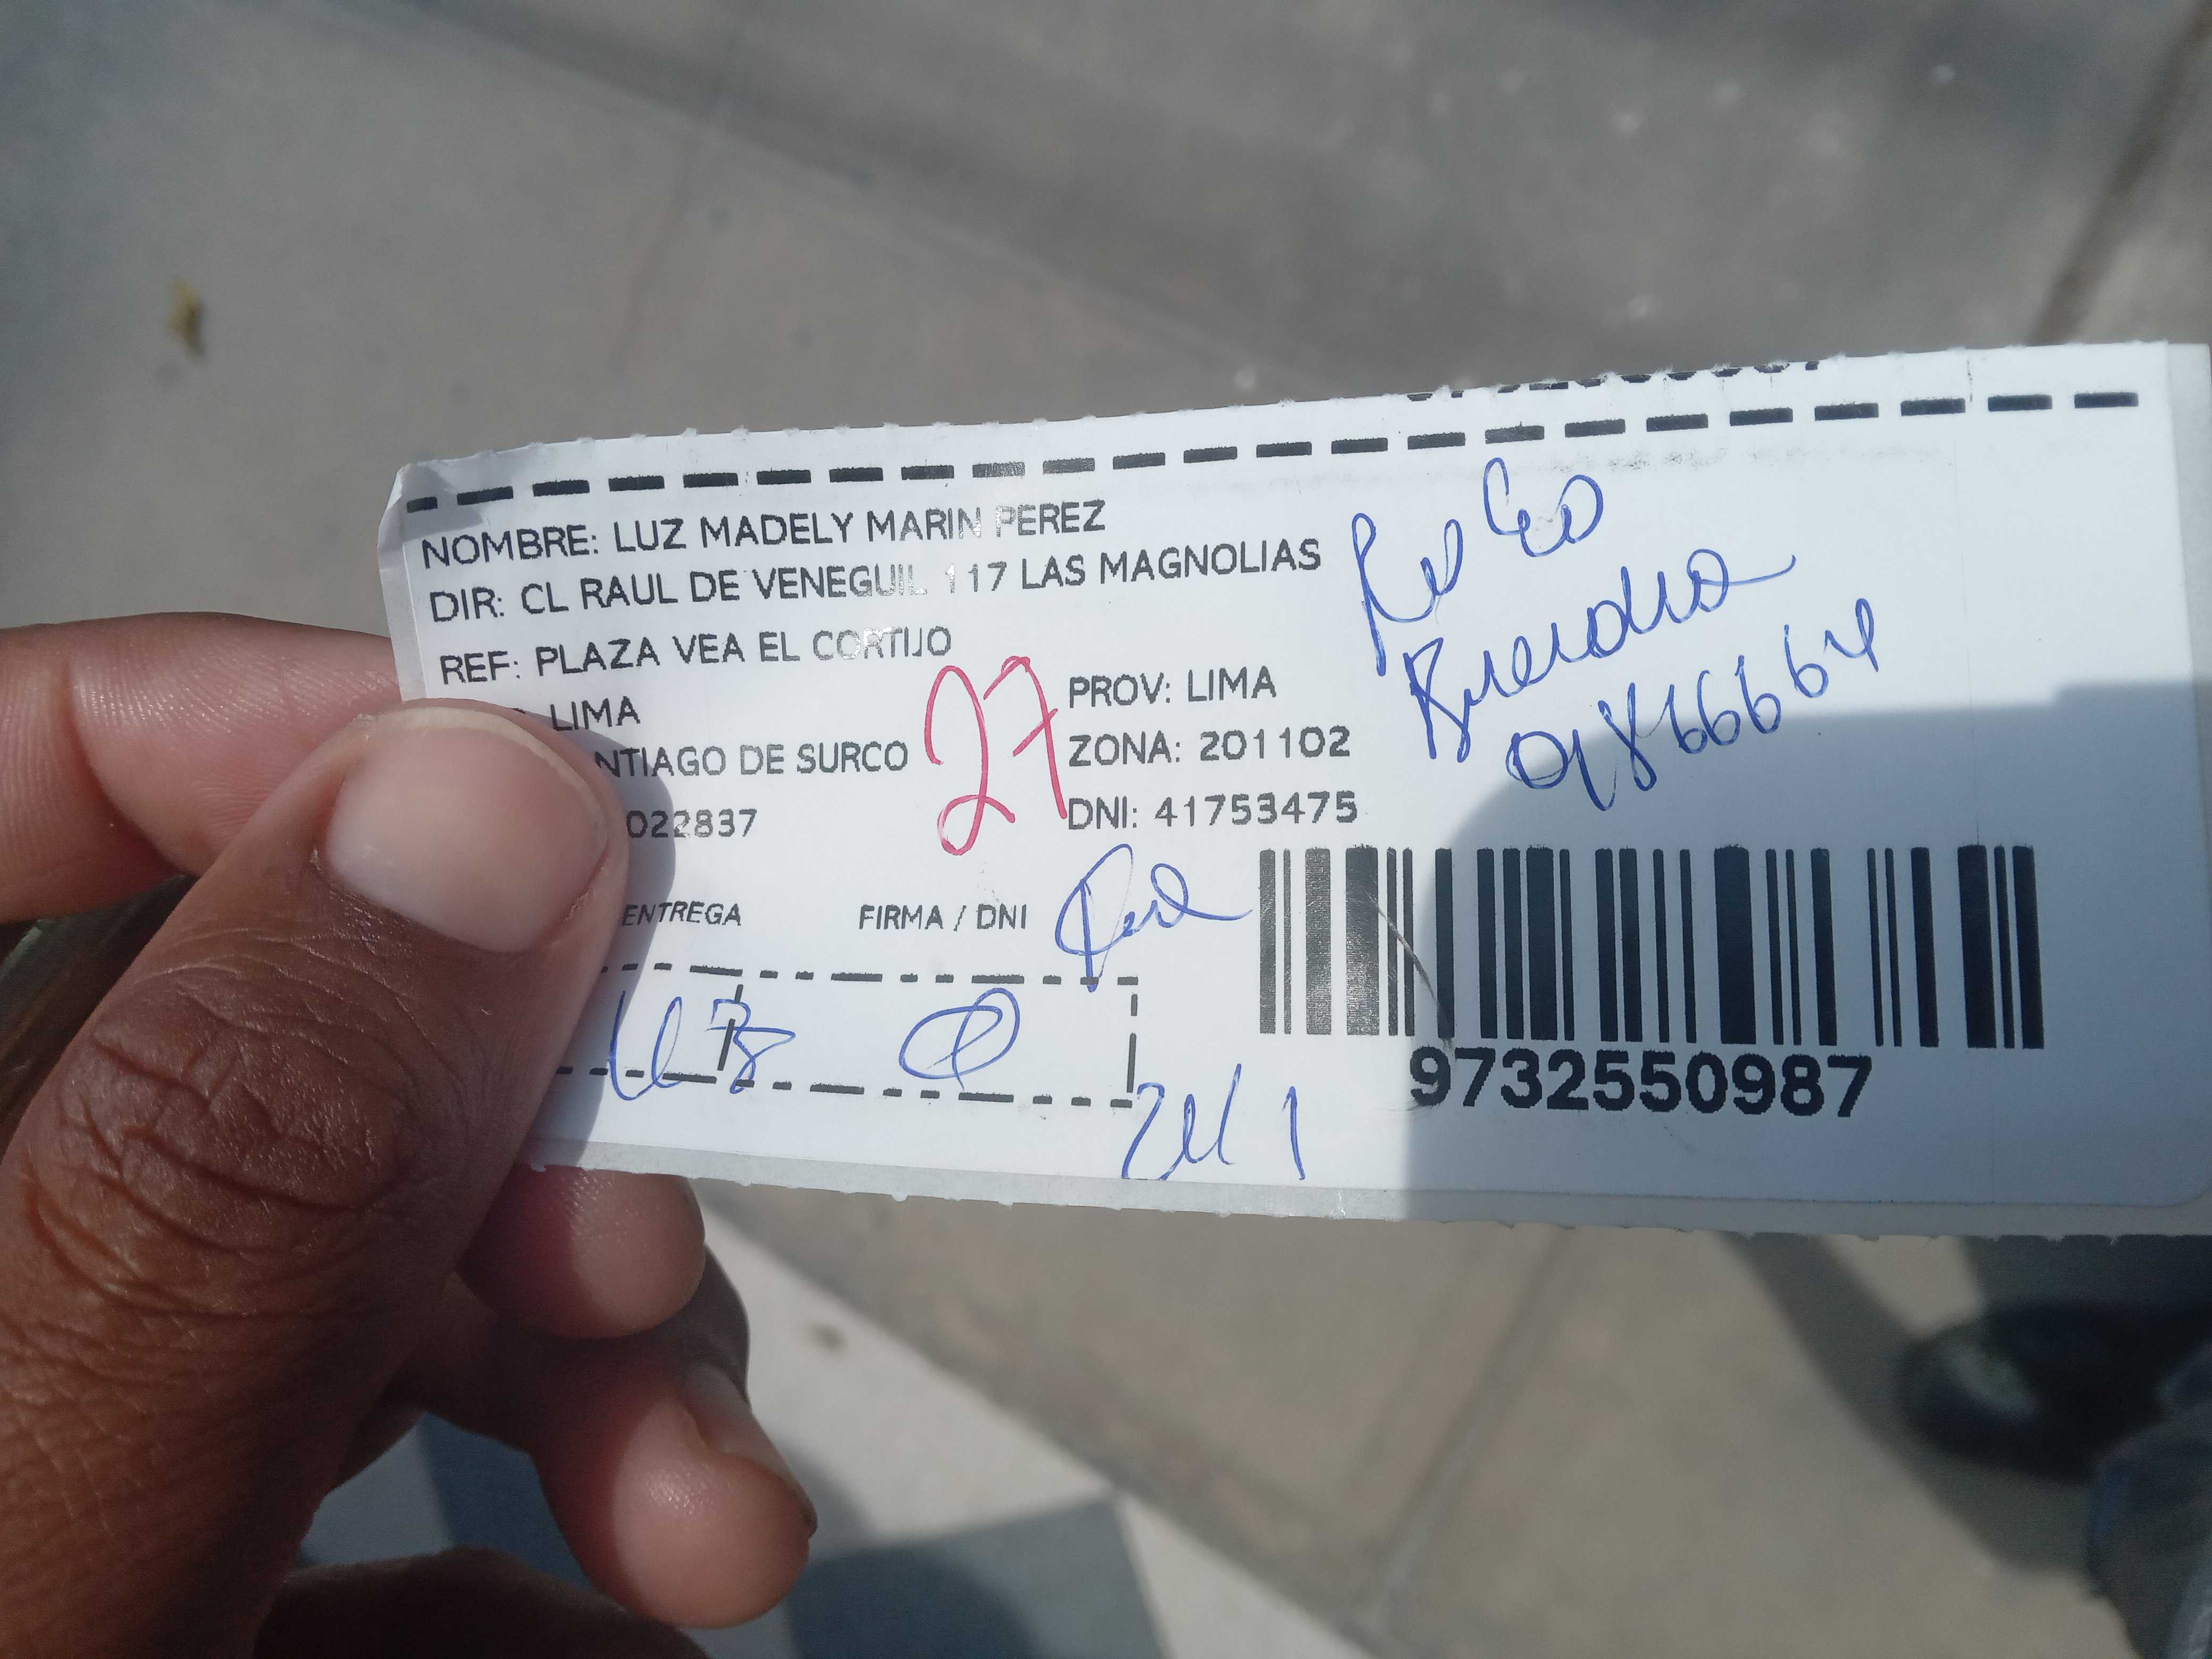 NOMBRE: LUZ MADELY MARIN PEREZ
DIR: CL RAUL DE VENEGUIL 117 LAS MAGNOLIAS
REF: PLAZA VEA EL CORTIJO
LIMA
PROV: LIMA
NTIAGO DE SURCO
ZONA: 201102
022837
DNI: 41753475
27
ENTREGA
FIRMA / DNI
9732550987